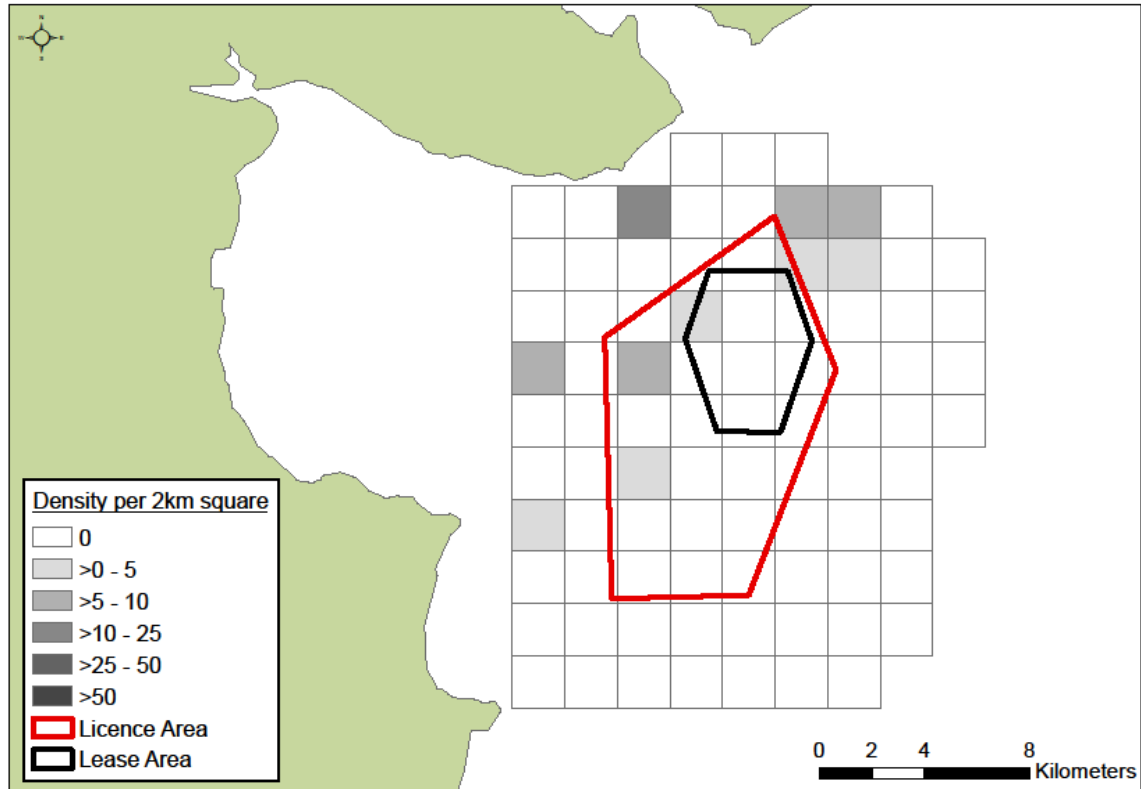 N
W E
S
Density per 2km square
0
>0 - 5
>5 - 10
>10 - 25
>25 - 50
>50
Licence Area
Lease Area
0 2 4 8
Kilometers